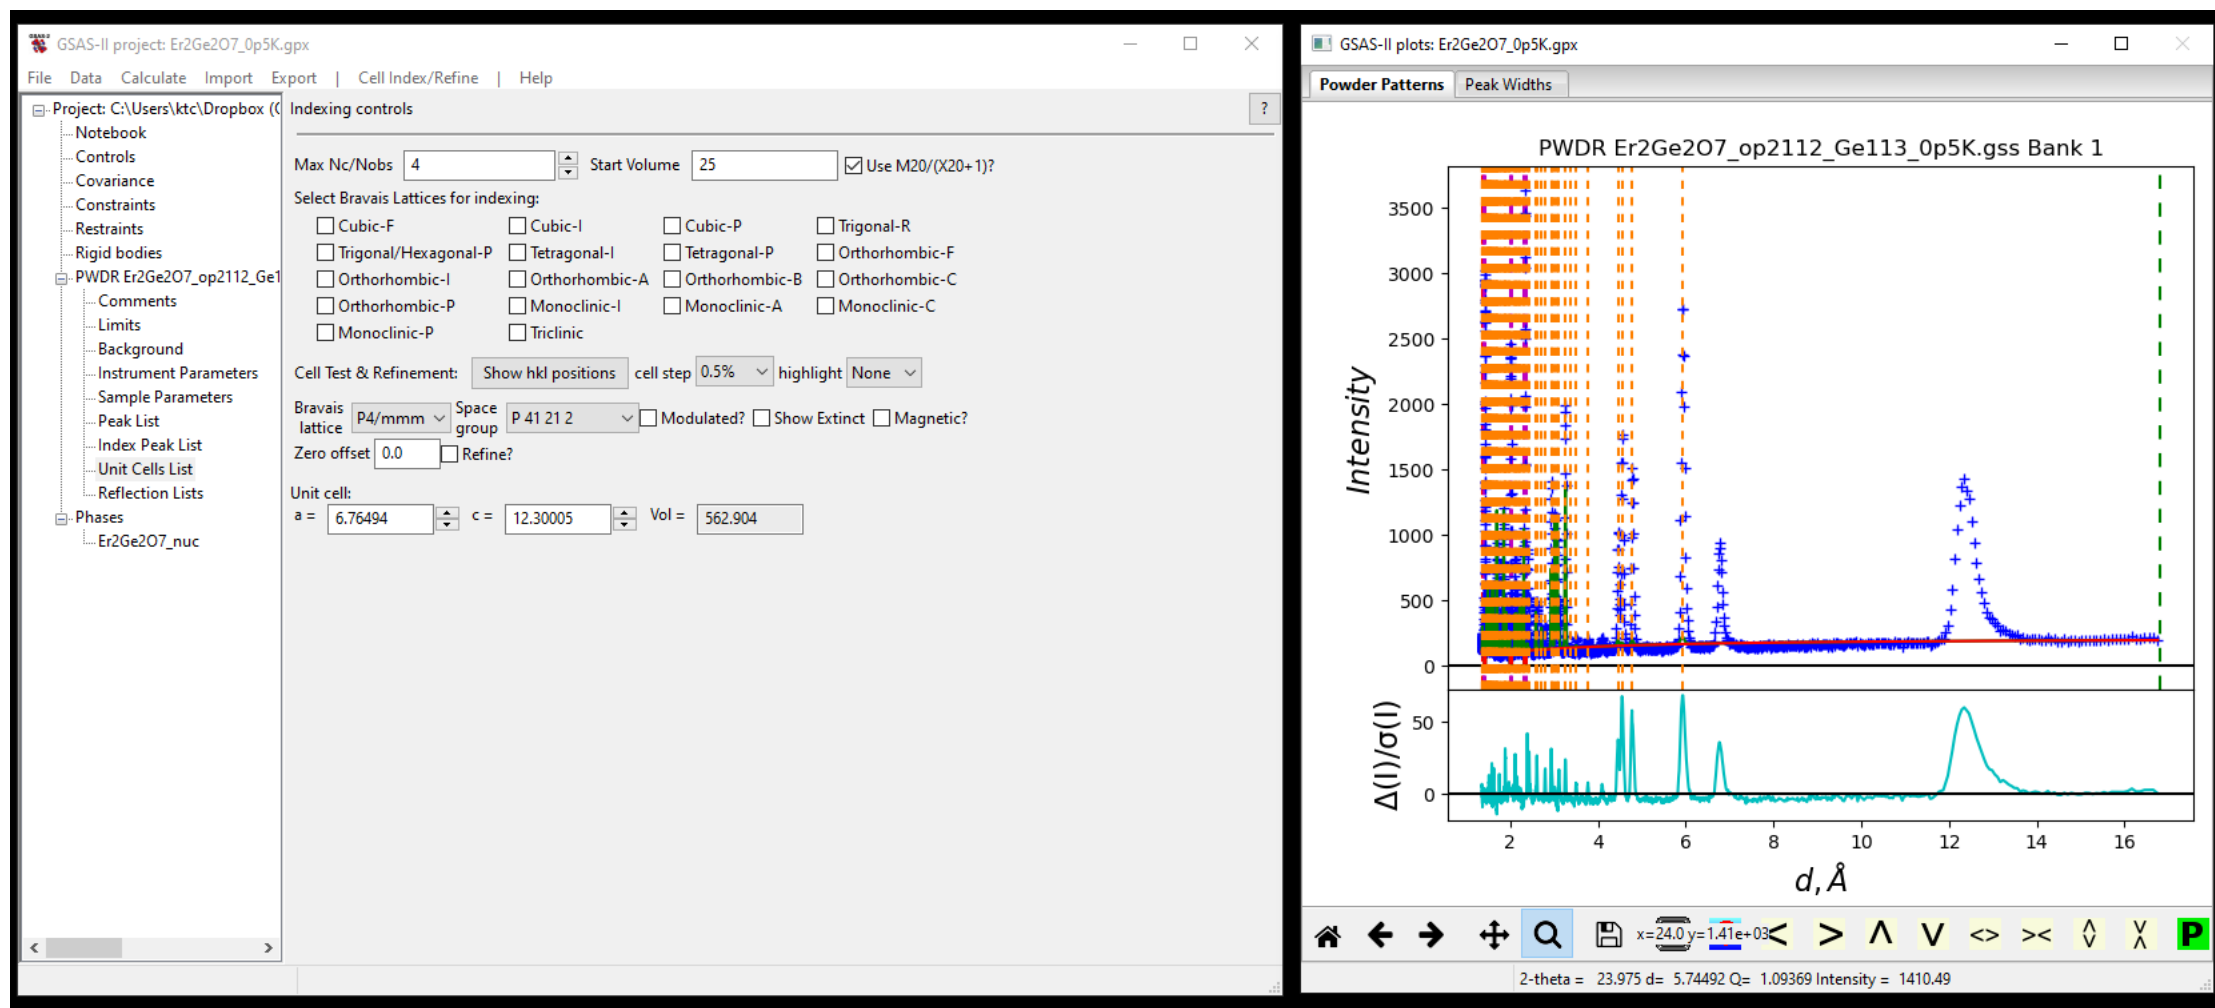 GSAS-II project: Er2Ge2O7_0p5K.gpx
File Data Calculate Import Export | Cell Index/Refine | Help
Project: C:\Users\ktc\Dropbox (
Notebook
Controls
Covariance
Constraints
Restraints
Rigid bodies
PWDR Er2Ge2O7_op2112_Ge1
Comments
Limits
Background
Instrument Parameters
Sample Parameters
Peak List
Index Peak List
Unit Cells List
Reflection Lists
Phases
Er2Ge2O7_nuc
Indexing controls
?
Max Nc/Nobs 4 Start Volume 25 Use M20/(X20+1)?
Select Bravais Lattices for indexing:
Cubic-F Cubic-I Cubic-P Trigonal-R
Trigonal/Hexagonal-P Tetragonal-I Tetragonal-P Orthorhombic-F
Orthorhombic-I Orthorhombic-A Orthorhombic-B Orthorhombic-C
Orthorhombic-P Monoclinic-I Monoclinic-A Monoclinic-C
Monoclinic-P Triclinic
Cell Test & Refinement: Show hkl positions cell step 0.5% highlight None
Bravais lattice P4/mmm Space group P 41 21 2 Modulated? Show Extinct Magnetic?
Zero offset 0.0 Refine?
Unit cell:
a = 6.76494 c = 12.30005 Vol = 562.904
GSAS-II plots: Er2Ge2O7_0p5K.gpx
Powder Patterns Peak Widths
PWDR Er2Ge2O7_op2112_Ge113_0p5K.gss Bank 1
Intensity
3500
3000
2500
2000
1500
1000
500
0
Δ(I)/σ(I)
50
0
2 4 6 8 10 12 14 16
d, Å
x=24.0 y=1.41e+03
< > Λ V <> ><
P
2-theta = 23.975 d= 5.74492 Q= 1.09369 Intensity = 1410.49